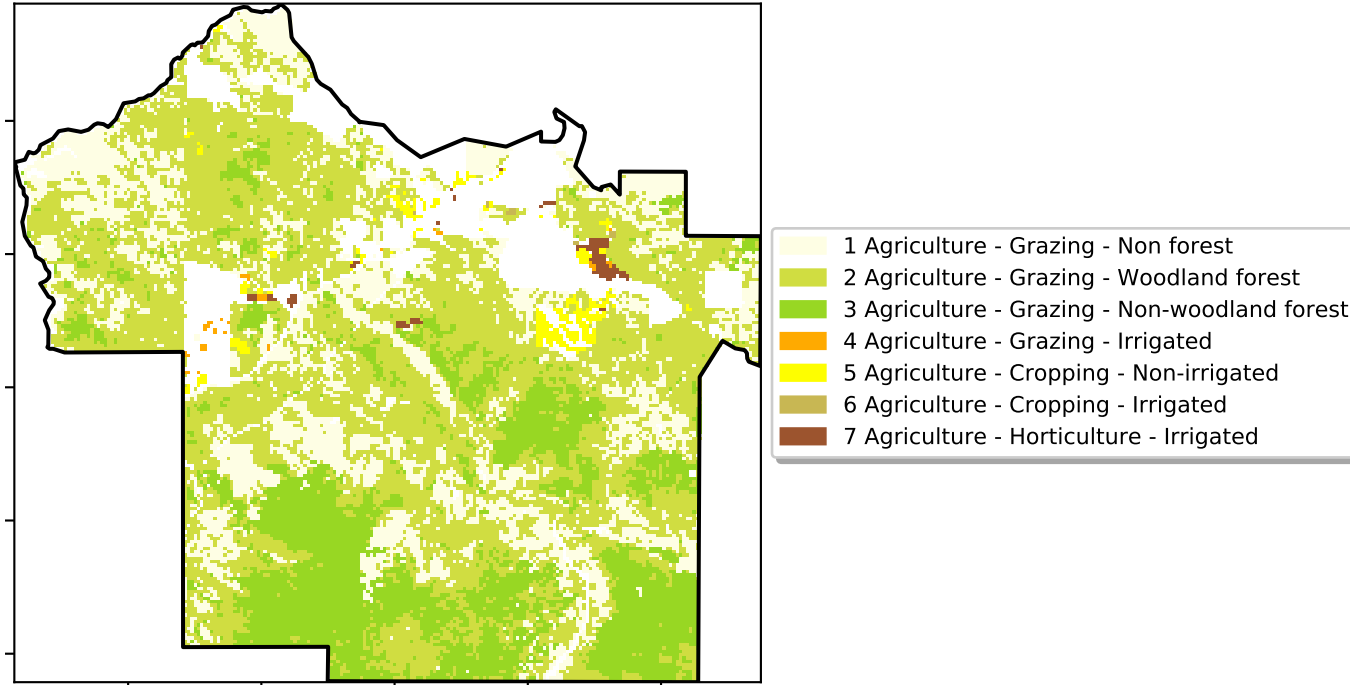 1 Agriculture - Grazing - Non forest
2 Agriculture - Grazing - Woodland forest
3 Agriculture - Grazing - Non-woodland forest
4 Agriculture - Grazing - Irrigated
5 Agriculture - Cropping - Non-irrigated
6 Agriculture - Cropping - Irrigated
7 Agriculture - Horticulture - Irrigated